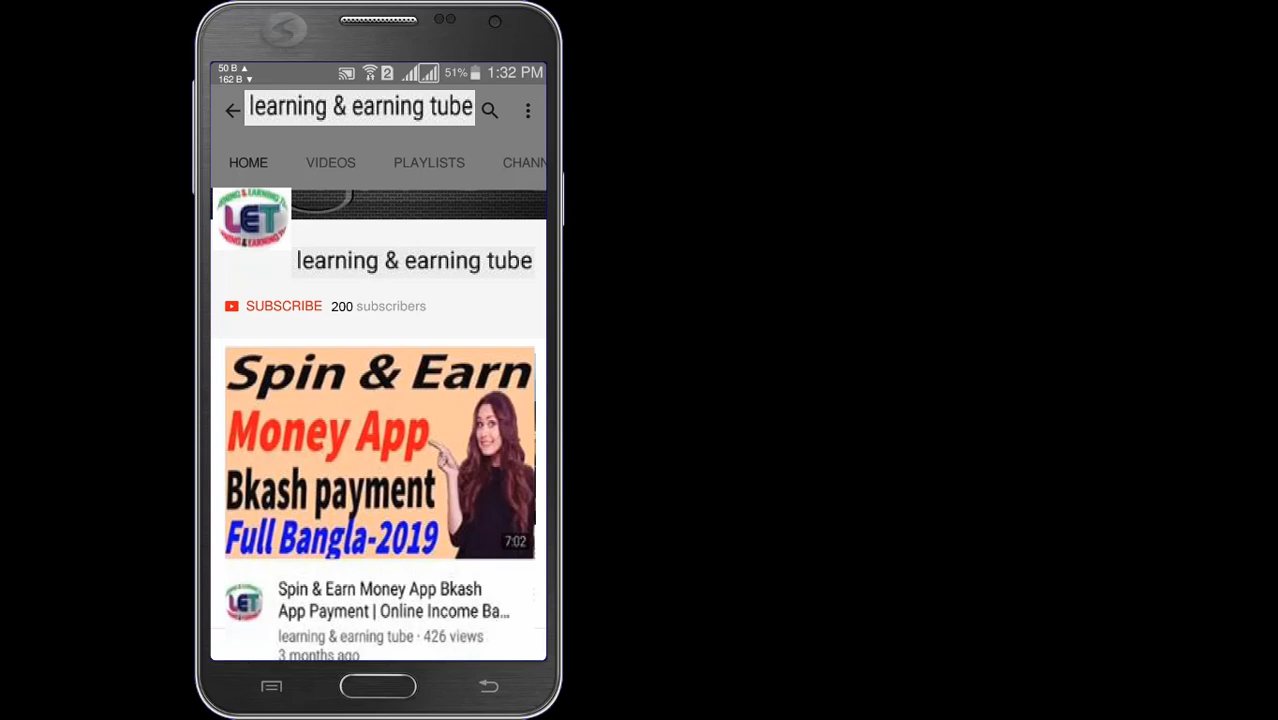 50 B
162 B
2
51%
1:32 PM
learning & earning tube
HOME VIDEOS PLAYLISTS CHANN
LET
learning & earning tube
SUBSCRIBE 200 subscribers
Spin & Earn
Money App
Bkash payment
Full Bangla-2019
7:02
LET
Spin & Earn Money App Bkash
App Payment | Online Income Ba...
learning & earning tube · 426 views
3 months ago